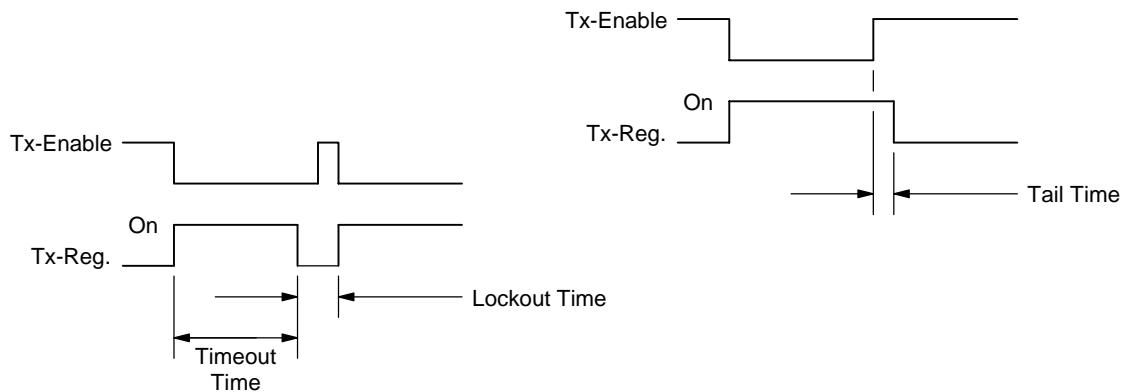 Tx-Enable
On
Tx-Reg.
Lockout Time
Timeout
Time
Tx-Enable
On
Tx-Reg.
Tail Time